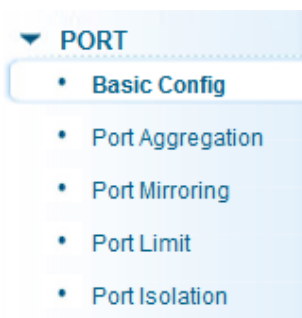 PORT
Basic Config
Port Aggregation
Port Mirroring
Port Limit
Port Isolation